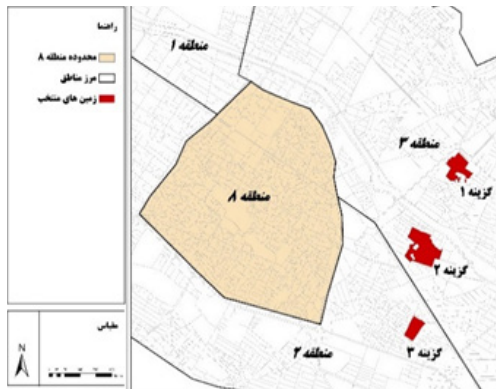 راهنما
محدوده منطقه ۸
مرز مناطق
زمین های منتخب
مقیاس
N
منطقه ۱
منطقه ۳
گزینه ۱
منطقه ۸
گزینه ۲
گزینه ۳
منطقه ۲